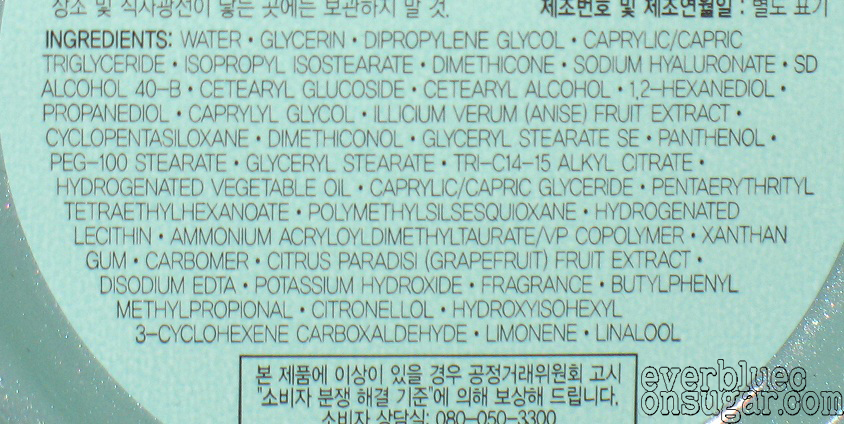 장소 및 직사광선이 닿는 곳에는 보관하지 말 것. 제조번호 및 제조연월일 : 별도 표기
INGREDIENTS: WATER • GLYCERIN • DIPROPYLENE GLYCOL • CAPRYLIC/CAPRIC
TRIGLYCERIDE • ISOPROPYL ISOSTEARATE • DIMETHICONE • SODIUM HYALURONATE • SD
ALCOHOL 40-B • CETEARYL GLUCOSIDE • CETEARYL ALCOHOL • 1,2-HEXANEDIOL •
PROPANEDIOL • CAPRYLYL GLYCOL • ILLICIUM VERUM (ANISE) FRUIT EXTRACT •
CYCLOPENTASILOXANE • DIMETHICONOL • GLYCERYL STEARATE SE • PANTHENOL •
PEG-100 STEARATE • GLYCERYL STEARATE • TRI-C14-15 ALKYL CITRATE •
HYDROGENATED VEGETABLE OIL • CAPRYLIC/CAPRIC GLYCERIDE • PENTAERYTHRITYL
TETRAETHYLHEXANOATE • POLYMETHYLSILSESQUIOXANE • HYDROGENATED
LECITHIN • AMMONIUM ACRYLOYLDIMETHYLTAURATE/VP COPOLYMER • XANTHAN
GUM • CARBOMER • CITRUS PARADISI (GRAPEFRUIT) FRUIT EXTRACT •
DISODIUM EDTA • POTASSIUM HYDROXIDE • FRAGRANCE • BUTYLPHENYL
METHYLPROPIONAL • CITRONELLOL • HYDROXYISOHEXYL
3-CYCLOHEXENE CARBOXALDEHYDE • LIMONENE • LINALOOL
본 제품에 이상이 있을 경우 공정거래위원회 고시
"소비자 분쟁 해결 기준"에 의해 보상해 드립니다.
소비자 상담실: 080-050-3300
everbluec
onsugar.com